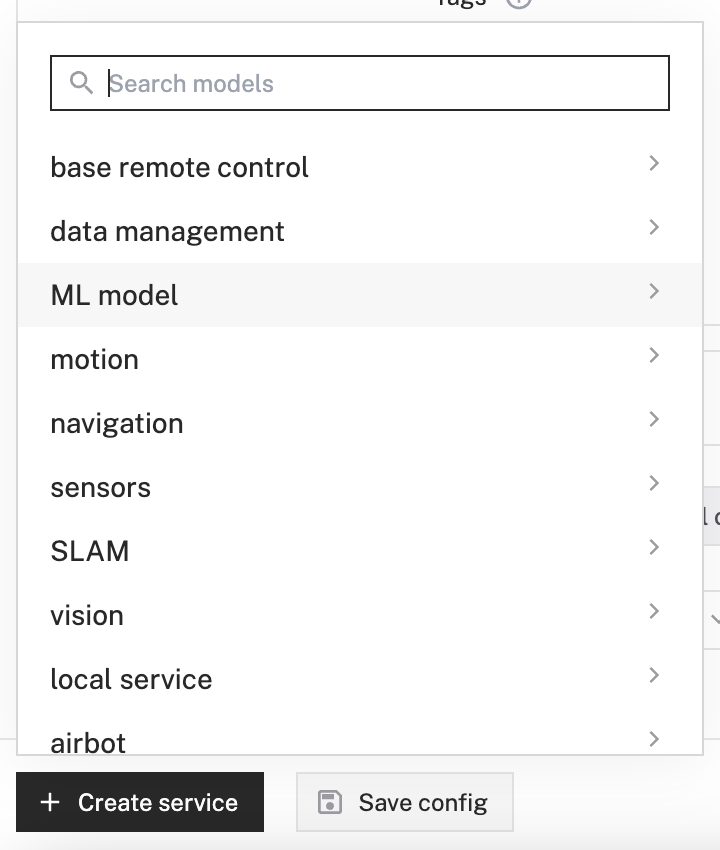 Tags
Search models
base remote control
data management
ML model
motion
navigation
sensors
SLAM
vision
local service
airbot
Create service
Save config